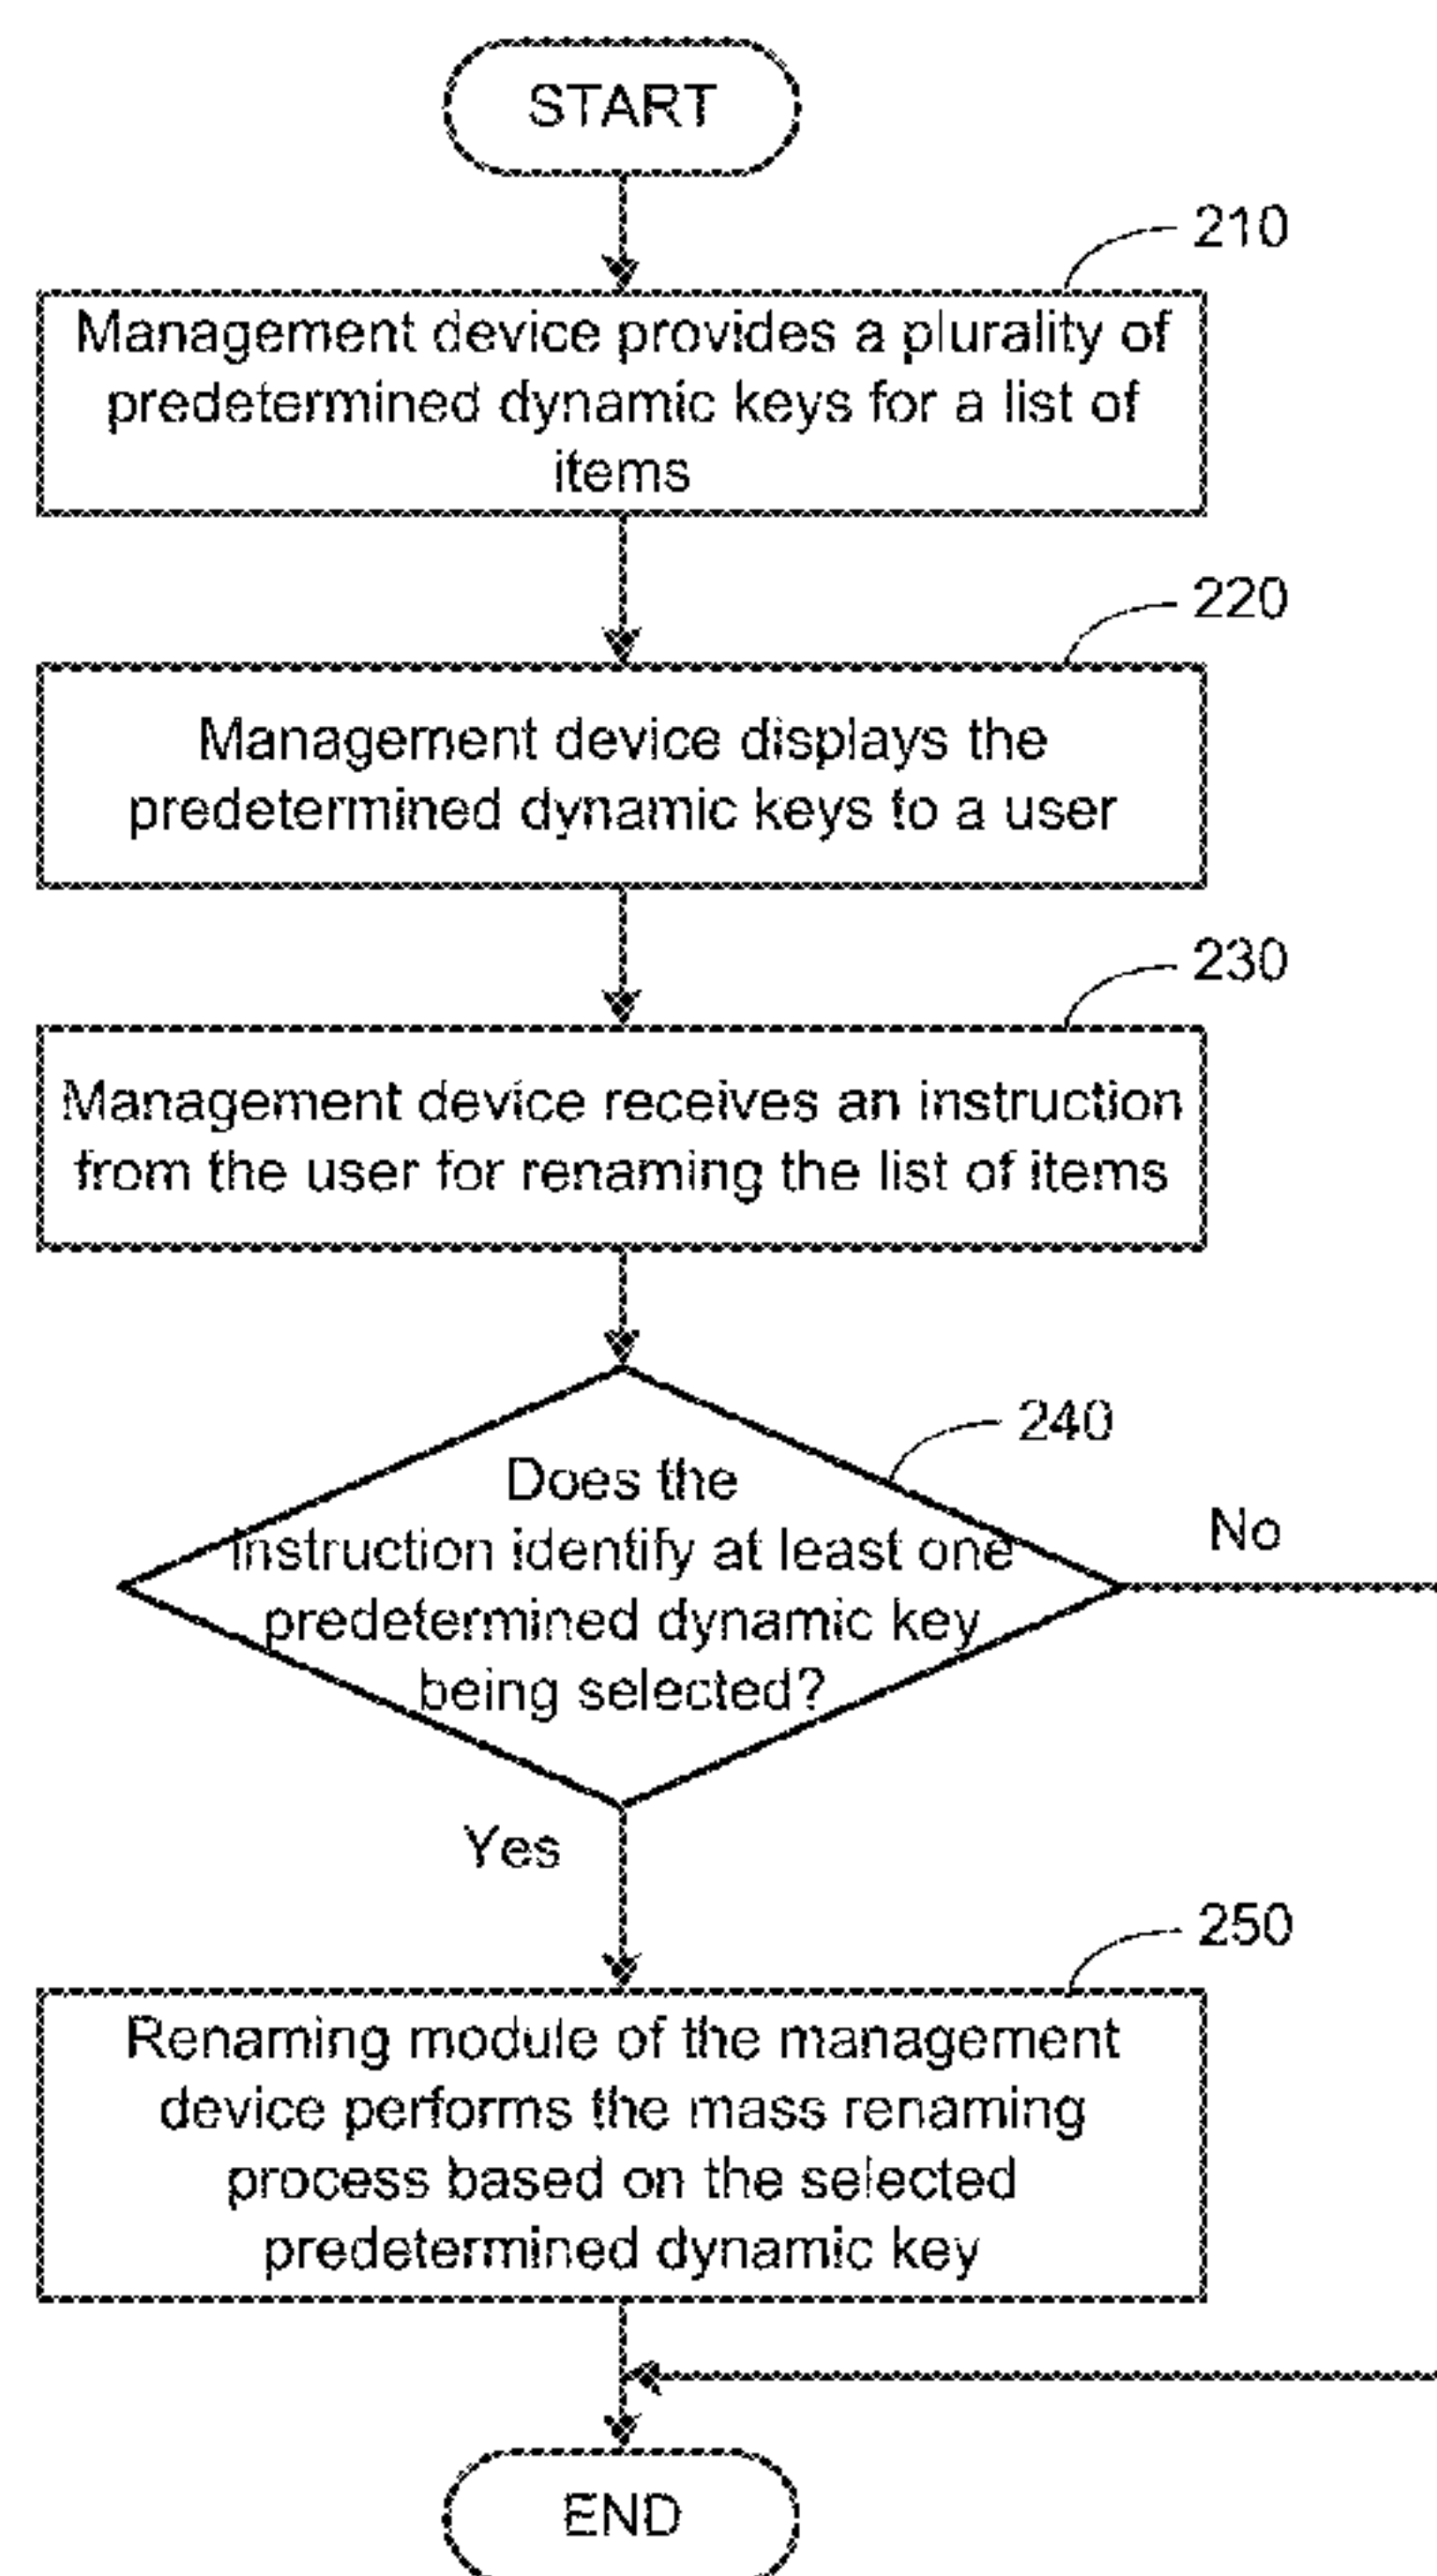 START
210
Management device provides a plurality of
predetermined dynamic keys for a list of
items
220
Management device displays the
predetermined dynamic keys to a user
230
Management device receives an instruction
from the user for renaming the list of items
240
Does the
instruction identify at least one
predetermined dynamic key
being selected?
No
Yes
250
Renaming module of the management
device performs the mass renaming
process based on the selected
predetermined dynamic key
END